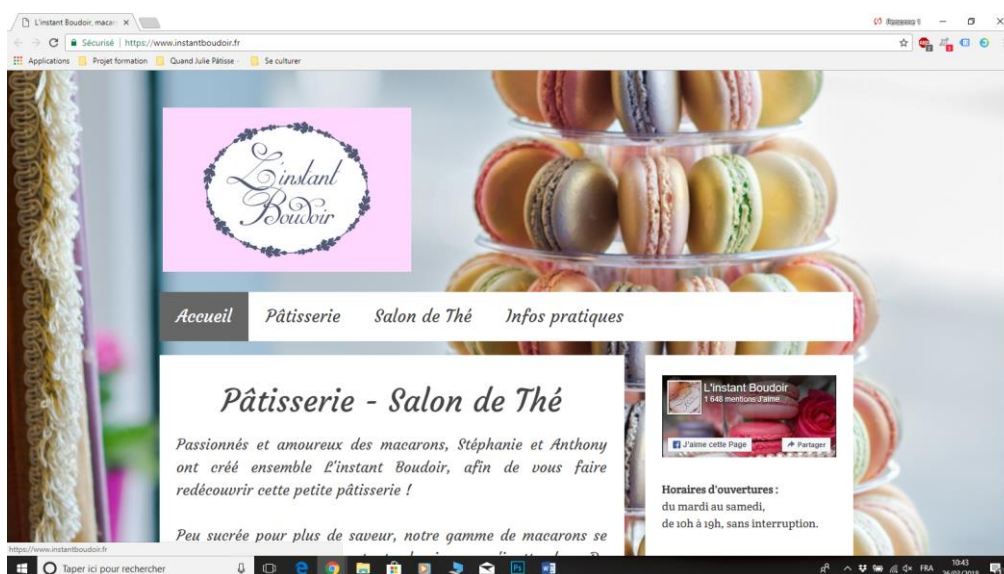 L'instant Boudoir, macar
Sécurisé | https://www.instantboudoir.fr
Applications Projet formation Quand Julie Pâtisse - Se culturer
L'instant
Boudoir
Accueil Pâtisserie Salon de Thé Infos pratiques
Pâtisserie - Salon de Thé
Passionnés et amoureux des macarons, Stéphanie et Anthony
ont créé ensemble L'instant Boudoir, afin de vous faire
redécouvrir cette petite pâtisserie !
Peu sucrée pour plus de saveur, notre gamme de macarons se
L'instant Boudoir
1 648 mentions J'aime
J'aime cette Page Partager
Horaires d'ouvertures :
du mardi au samedi,
de 10h à 19h, sans interruption.
https://www.instantboudoir.fr
Taper ici pour rechercher
FRA
10:43
26/03/2018